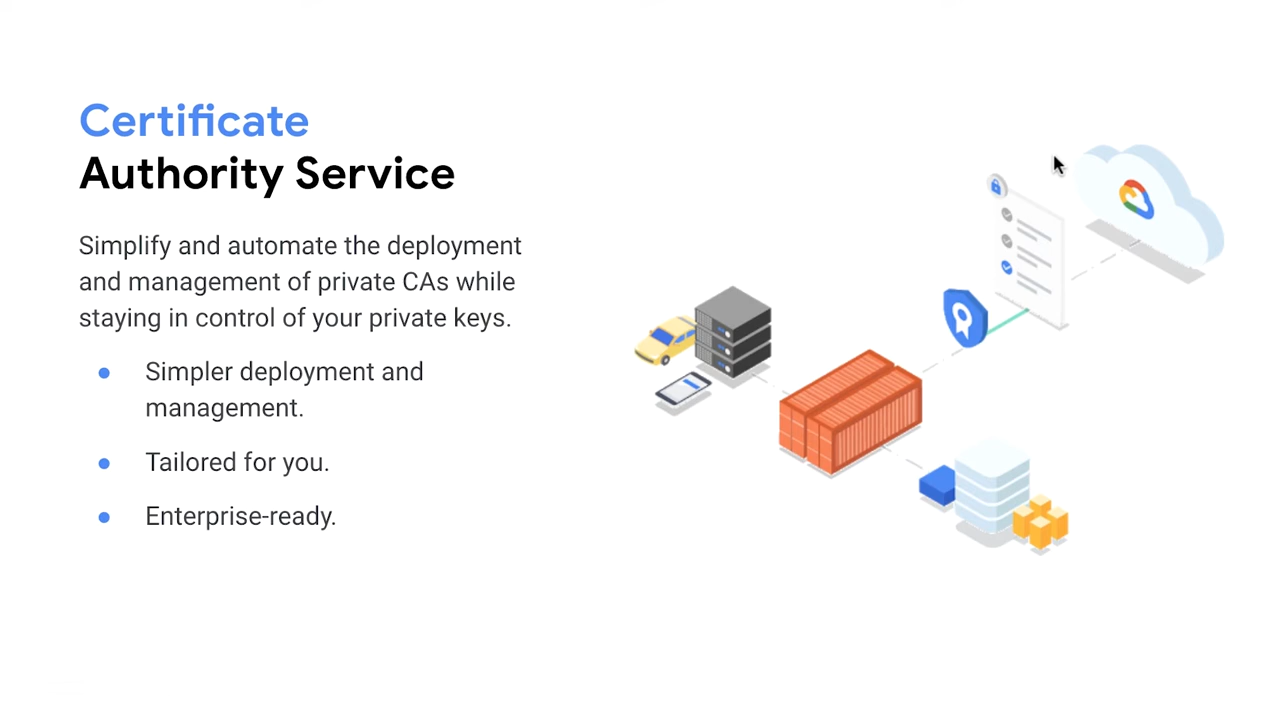 Certificate
Authority Service
Simplify and automate the deployment
and management of private CAs while
staying in control of your private keys.
● Simpler deployment and
management.
● Tailored for you.
● Enterprise-ready.